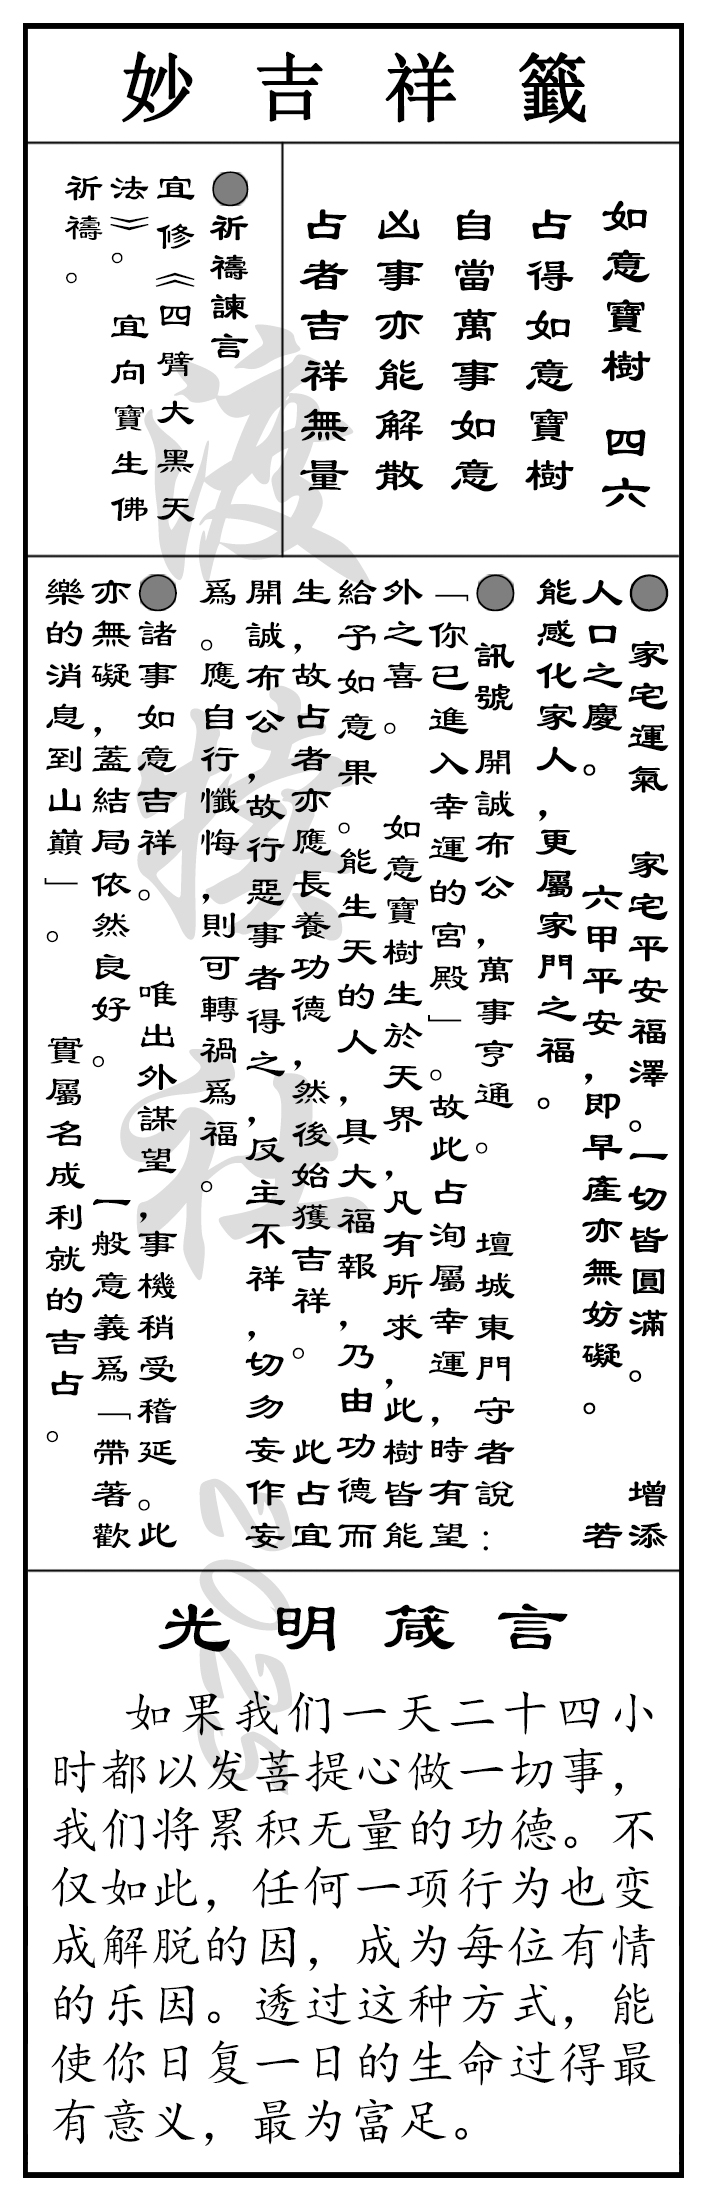 妙吉祥籤
如意寶樹 四六
占得如意寶樹
自當萬事如意
凶事亦能解散
占者吉祥無量
●祈禱諫言
宜修《四臂大黑天
法》。 宜向寶生佛
祈禱。
● 家宅運氣 家宅平安福澤。一切皆圓滿。 增添
人口之慶。 六甲平安，即早產亦無妨礙。 若
能感化家人，更屬家門之福。
● 訊號 開誠布公，萬事亨通。 壇城東門守者說：
「你已進入幸運的宮殿」。故此占洵屬幸運，時有望
外之喜。 如意寶樹生於天界，凡有所求，此樹皆能
給予如意果。能生天的人，具大福報，乃由功德而
生，故占者亦應長養功德，然後始獲吉祥。 此占宜
開誠布公，故行惡事者得之，反主不祥，切勿妄作妄
爲。應自行懺悔，則可轉禍爲福。
●諸事如意吉祥。 唯出外謀望，事機稍受稽延。此
亦無礙，蓋結局依然良好。 一般意義爲「帶著歡
樂的消息到山巔」。 實屬名成利就的吉占。
光明箴言
如果我们一天二十四小
时都以发菩提心做一切事，
我们将累积无量的功德。不
仅如此，任何一项行为也变
成解脱的因，成为每位有情
的乐因。透过这种方式，能
使你日复一日的生命过得最
有意义，最为富足。